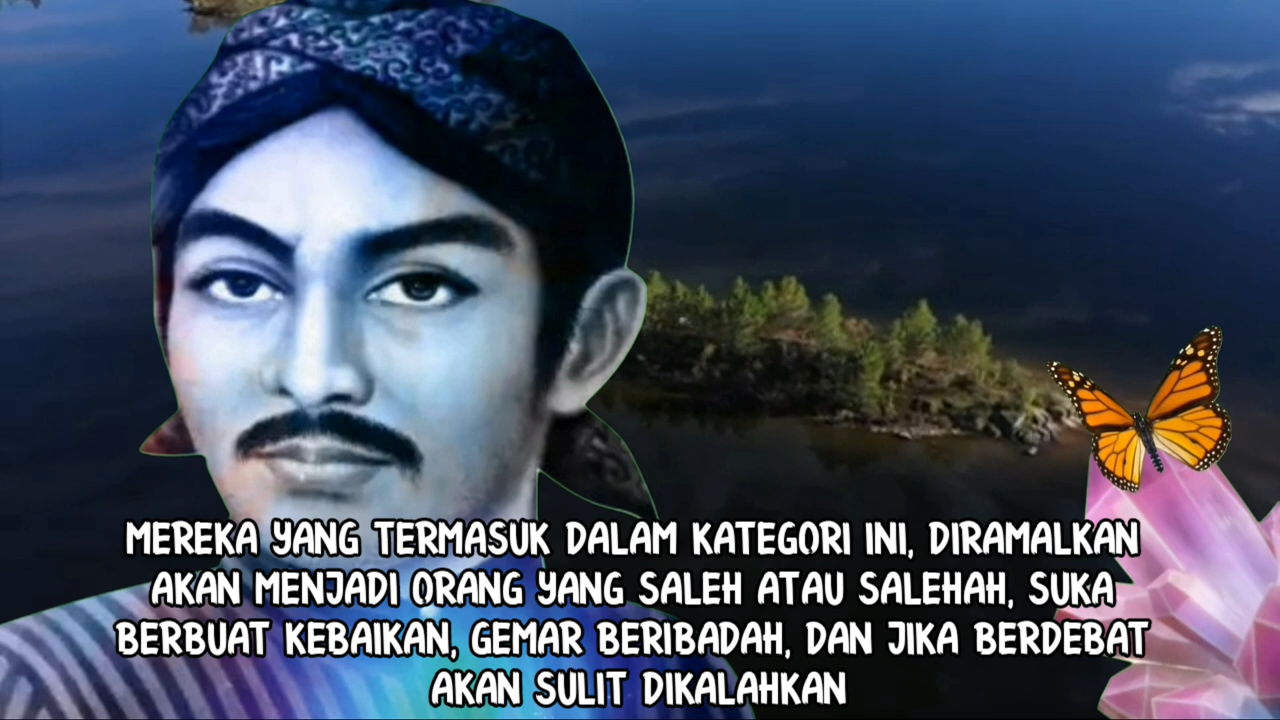 MEREKA YANG TERMASUK DALAM KATEGORI INI, DIRAMALKAN
AKAN MENJADI ORANG YANG SALEH ATAU SALEHAH, SUKA
BERBUAT KEBAIKAN, GEMAR BERIBADAH, DAN JIKA BERDEBAT
AKAN SULIT DIKALAHKAN